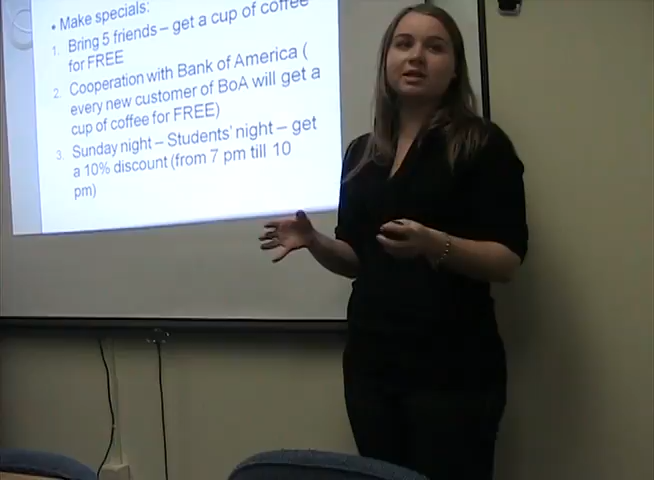 • Make specials:
1. Bring 5 friends – get a cup of coffee
for FREE
2. Cooperation with Bank of America (
every new customer of BoA will get a
cup of coffee for FREE)
3. Sunday night – Students' night – get
a 10% discount (from 7 pm till 10
pm)